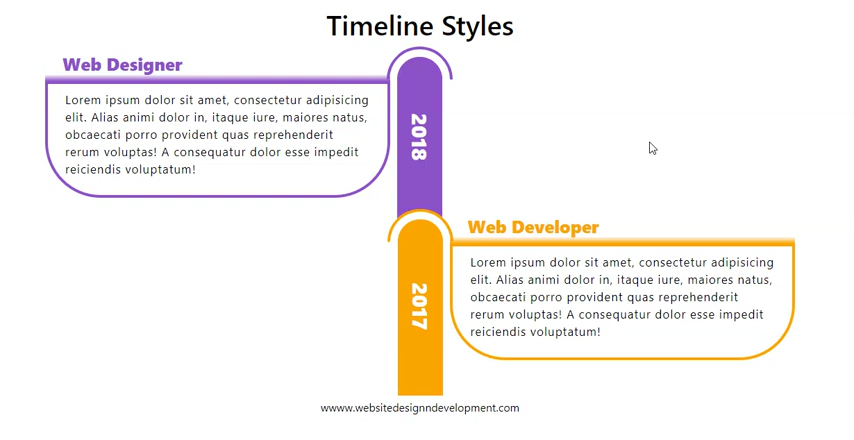 Timeline Styles
Web Designer
Lorem ipsum dolor sit amet, consectetur adipisicing
elit. Alias animi dolor in, itaque iure, maiores natus,
obcaecati porro provident quas reprehenderit
rerum voluptas! A consequatur dolor esse impedit
reiciendis voluptatum!
2018
Web Developer
Lorem ipsum dolor sit amet, consectetur adipisicing
elit. Alias animi dolor in, itaque iure, maiores natus,
obcaecati porro provident quas reprehenderit
rerum voluptas! A consequatur dolor esse impedit
reiciendis voluptatum!
2017
www.websitedesignndevelopment.com